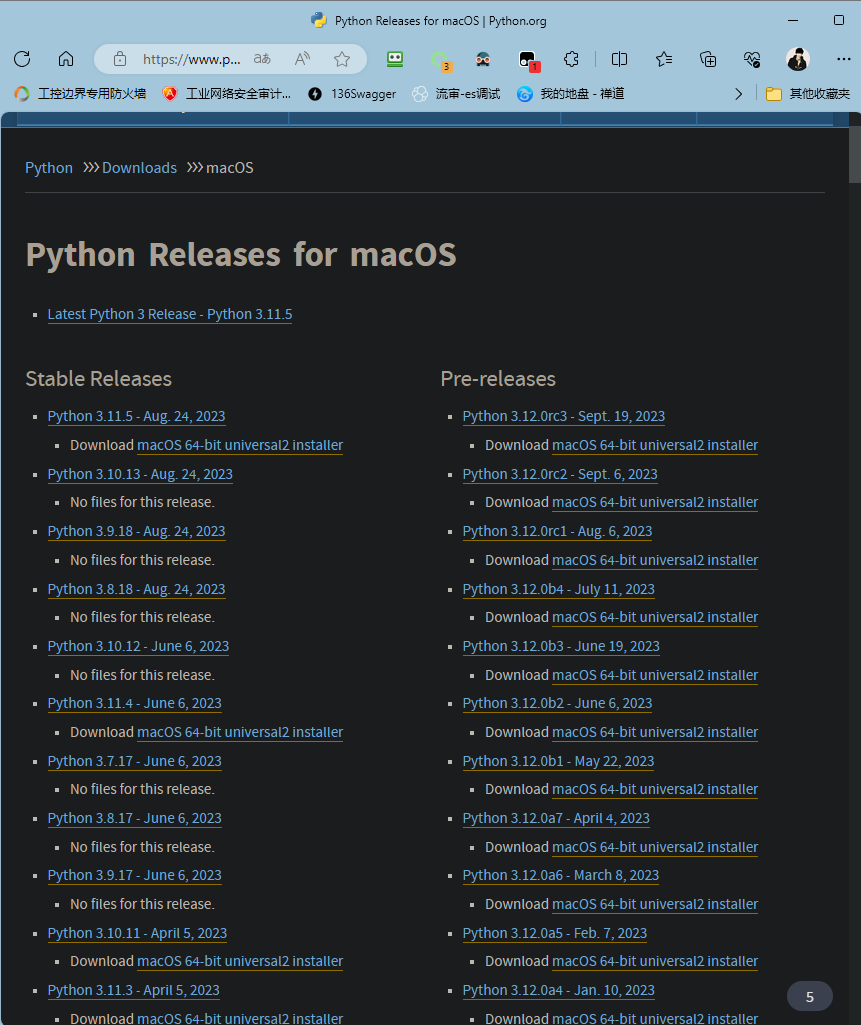 Python Releases for macOS | Python.org
https://www.p...
3
1
工控边界专用防火墙
工业网络安全审计...
136Swagger
流审-es调试
我的地盘 - 禅道
其他收藏夹
Python >>> Downloads >>> macOS
Python Releases for macOS
Latest Python 3 Release - Python 3.11.5
Stable Releases
Python 3.11.5 - Aug. 24, 2023
Download macOS 64-bit universal2 installer
Python 3.10.13 - Aug. 24, 2023
No files for this release.
Python 3.9.18 - Aug. 24, 2023
No files for this release.
Python 3.8.18 - Aug. 24, 2023
No files for this release.
Python 3.10.12 - June 6, 2023
No files for this release.
Python 3.11.4 - June 6, 2023
Download macOS 64-bit universal2 installer
Python 3.7.17 - June 6, 2023
No files for this release.
Python 3.8.17 - June 6, 2023
No files for this release.
Python 3.9.17 - June 6, 2023
No files for this release.
Python 3.10.11 - April 5, 2023
Download macOS 64-bit universal2 installer
Python 3.11.3 - April 5, 2023
Download macOS 64-bit universal2 installer
Pre-releases
Python 3.12.0rc3 - Sept. 19, 2023
Download macOS 64-bit universal2 installer
Python 3.12.0rc2 - Sept. 6, 2023
Download macOS 64-bit universal2 installer
Python 3.12.0rc1 - Aug. 6, 2023
Download macOS 64-bit universal2 installer
Python 3.12.0b4 - July 11, 2023
Download macOS 64-bit universal2 installer
Python 3.12.0b3 - June 19, 2023
Download macOS 64-bit universal2 installer
Python 3.12.0b2 - June 6, 2023
Download macOS 64-bit universal2 installer
Python 3.12.0b1 - May 22, 2023
Download macOS 64-bit universal2 installer
Python 3.12.0a7 - April 4, 2023
Download macOS 64-bit universal2 installer
Python 3.12.0a6 - March 8, 2023
Download macOS 64-bit universal2 installer
Python 3.12.0a5 - Feb. 7, 2023
Download macOS 64-bit universal2 installer
Python 3.12.0a4 - Jan. 10, 2023
Download macOS 64-bit universal2 installer
5